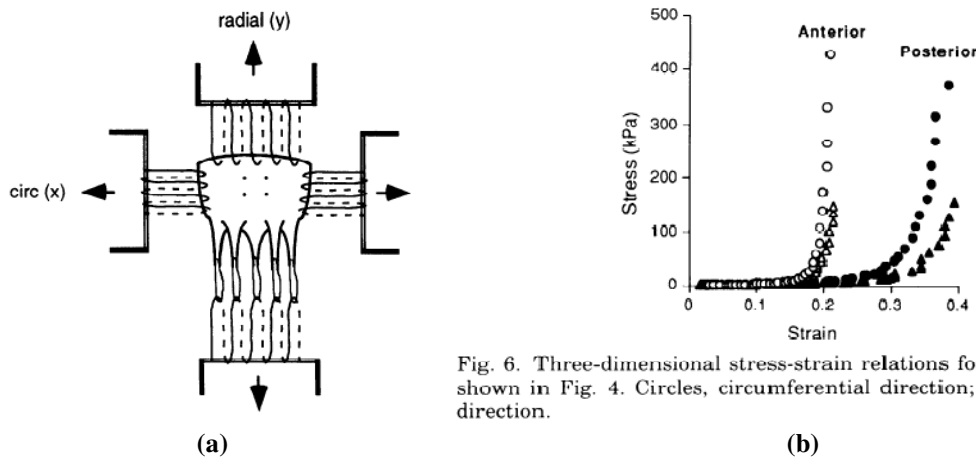 radial (y)
circ (x)
(a)
500
400
300
200
100
0
Stress (kPa)
Anterior
Posterior
0
0.1
0.2
0.3
0.4
Strain
Fig. 6. Three-dimensional stress-strain relations fo
shown in Fig. 4. Circles, circumferential direction;
direction.
(b)